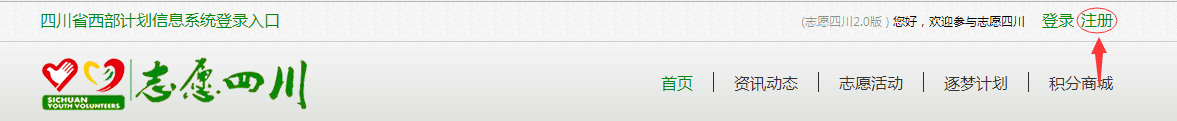 四川省西部计划信息系统登录入口 (志愿四川2.0版) 您好，欢迎参与志愿四川 登录 注册
志愿四川
SICHUAN
YOUTH VOLUNTEERS
首页 资讯动态 志愿活动 逐梦计划 积分商城